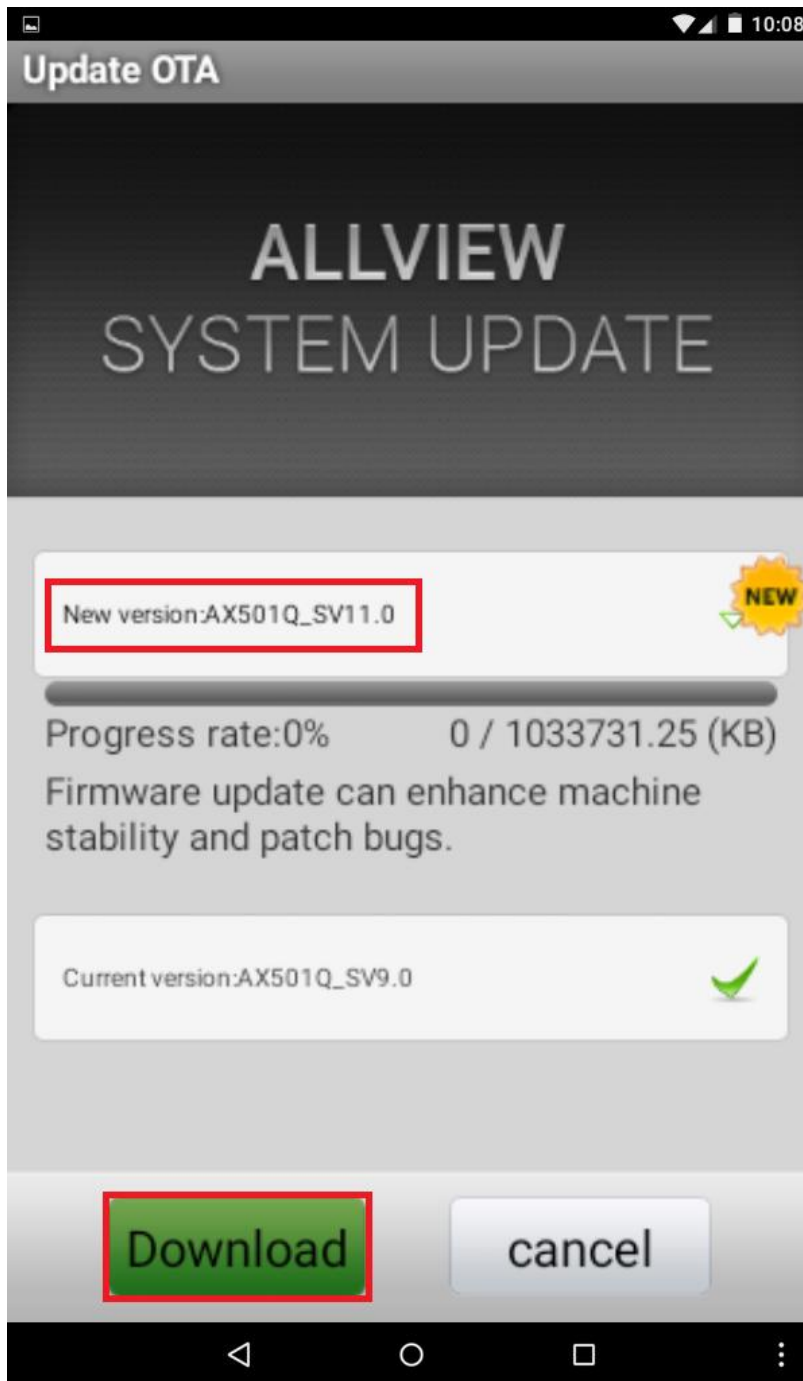 10:08
Update OTA
ALLVIEW
SYSTEM UPDATE
New version:AX501Q_SV11.0
NEW
Progress rate:0% 0 / 1033731.25 (KB)
Firmware update can enhance machine
stability and patch bugs.
Current version:AX501Q_SV9.0
Download cancel